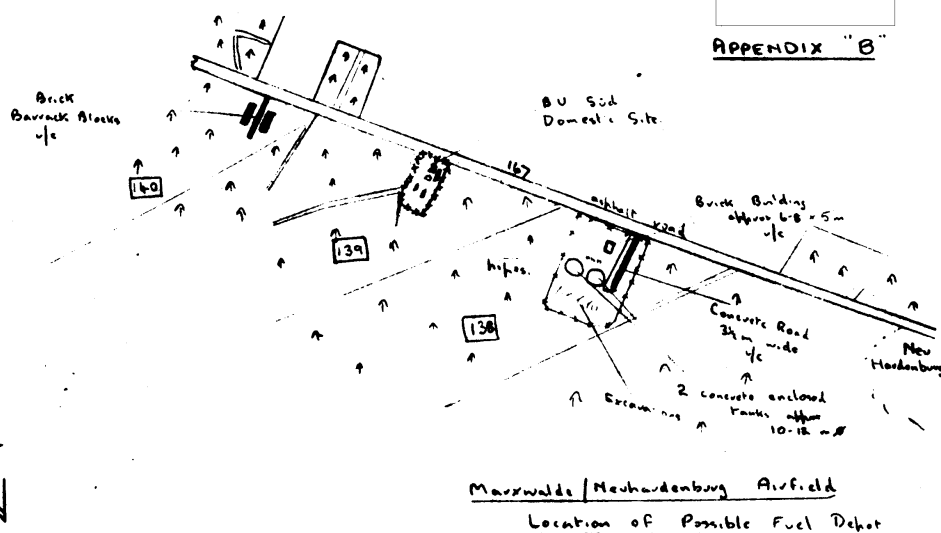 APPENDIX "B"
Brick
Barrack Blocks
u/c
BU Süd
Domestic Site.
167
asphalt road
Brick Building
approx 6-8 x 5m
u/c
140
139
138
hipos.
Concrete Road
3½ m wide
u/c
Neu
Hardenburg
Excavations
2 concrete enclosed
tanks approx
10-12 m ø
Marxwalde/Neuhardenburg Airfield
Location of Possible Fuel Depot